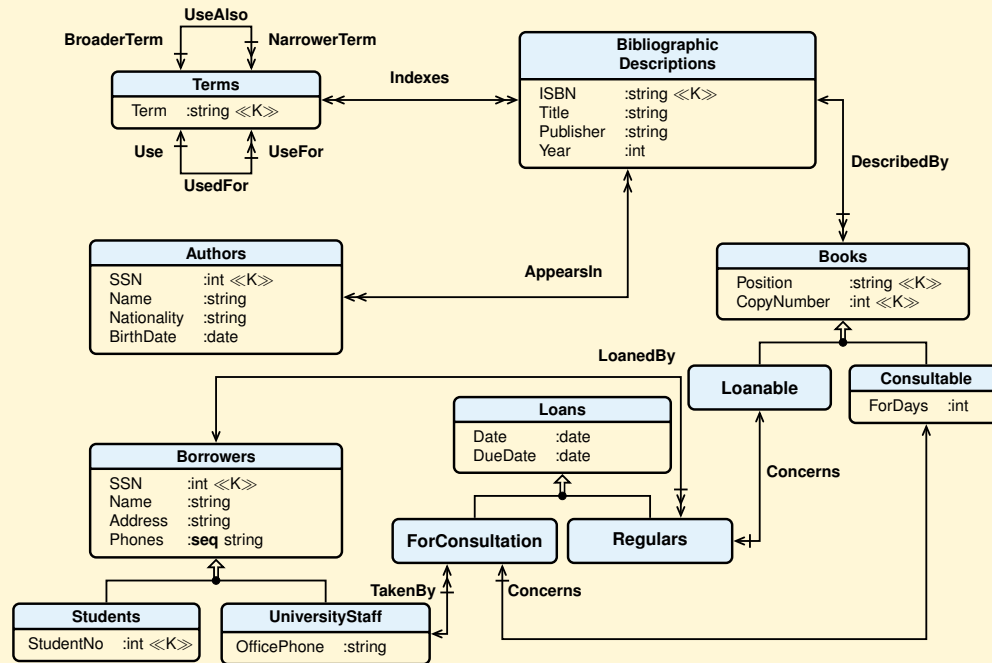 UseAlso
BroaderTerm NarrowerTerm
Terms
Term :string ≪K≫
Use UseFor
UsedFor
Indexes
Bibliographic
Descriptions
ISBN :string ≪K≫
Title :string
Publisher :string
Year :int
DescribedBy
AppearsIn
Authors
SSN :int ≪K≫
Name :string
Nationality :string
BirthDate :date
Books
Position :string ≪K≫
CopyNumber :int ≪K≫
LoanedBy
Loanable
Consultable
ForDays :int
Loans
Date :date
DueDate :date
Concerns
Borrowers
SSN :int ≪K≫
Name :string
Address :string
Phones :seq string
ForConsultation
Regulars
TakenBy
Concerns
Students
StudentNo :int ≪K≫
UniversityStaff
OfficePhone :string